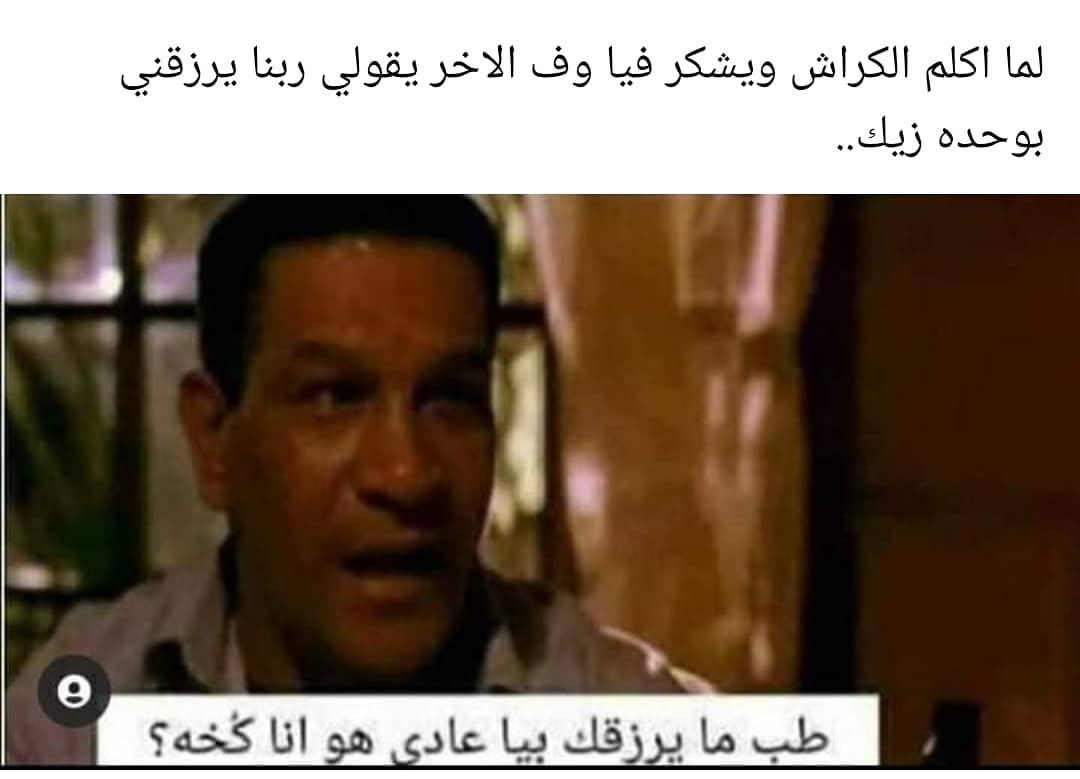 لما اكلم الكراش ويشكر فيا وف الاخر يقولي ربنا يرزقني
بوحده زيك..
طب ما يرزقك بيا عادي هو انا كُخه؟